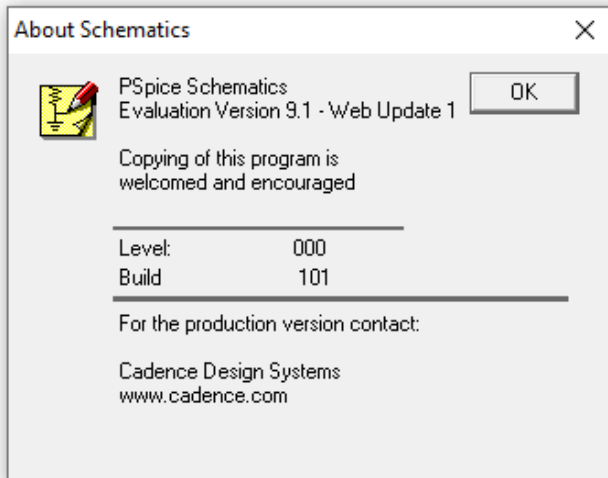 About Schematics
PSpice Schematics
OK
Evaluation Version 9.1 - Web Update 1
Copying of this program is
welcomed and encouraged
Level: 000
Build 101
For the production version contact:
Cadence Design Systems
www.cadence.com